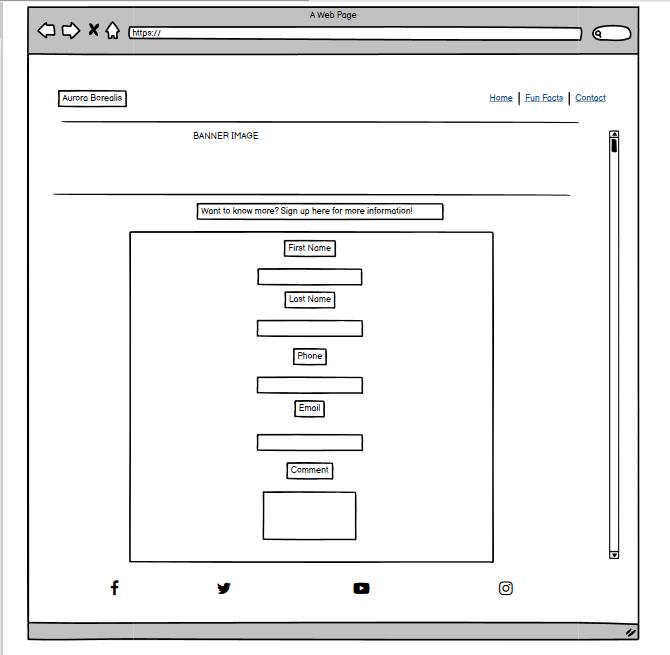 A Web Page
https://
Aurora Borealis
Home | Fun Facts | Contact
BANNER IMAGE
Want to know more? Sign up here for more information!
First Name
Last Name
Phone
Email
Comment